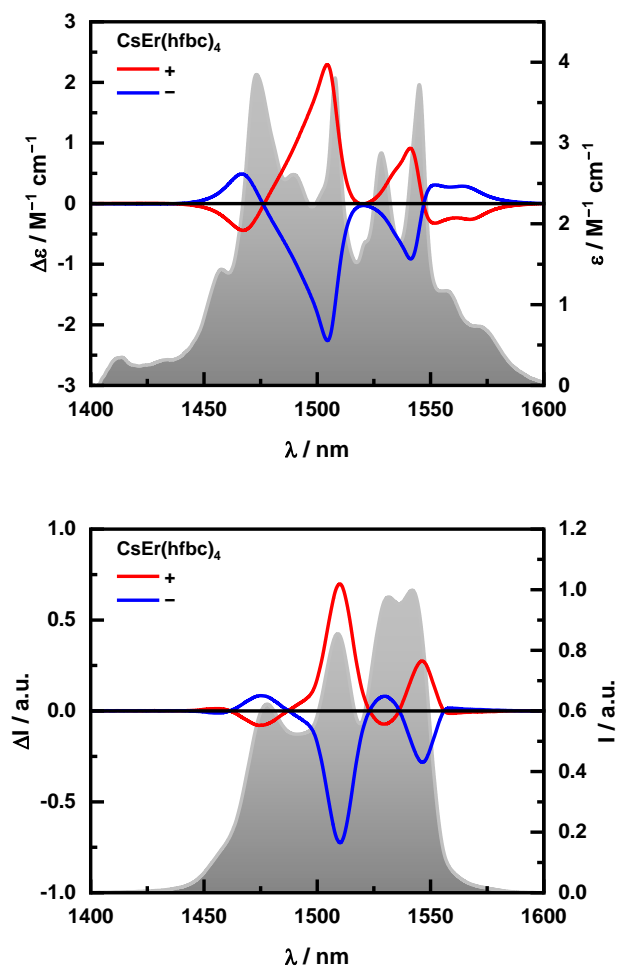 CsEr(hfbc)₄
+
−
3
2
1
0
-1
-2
-3
4
3
2
1
0
Δε / M⁻¹ cm⁻¹
ε / M⁻¹ cm⁻¹
1400 1450 1500 1550 1600
λ / nm
CsEr(hfbc)₄
+
−
1.0
0.5
0.0
-0.5
-1.0
1.2
1.0
0.8
0.6
0.4
0.2
0.0
ΔI / a.u.
I / a.u.
1400 1450 1500 1550 1600
λ / nm